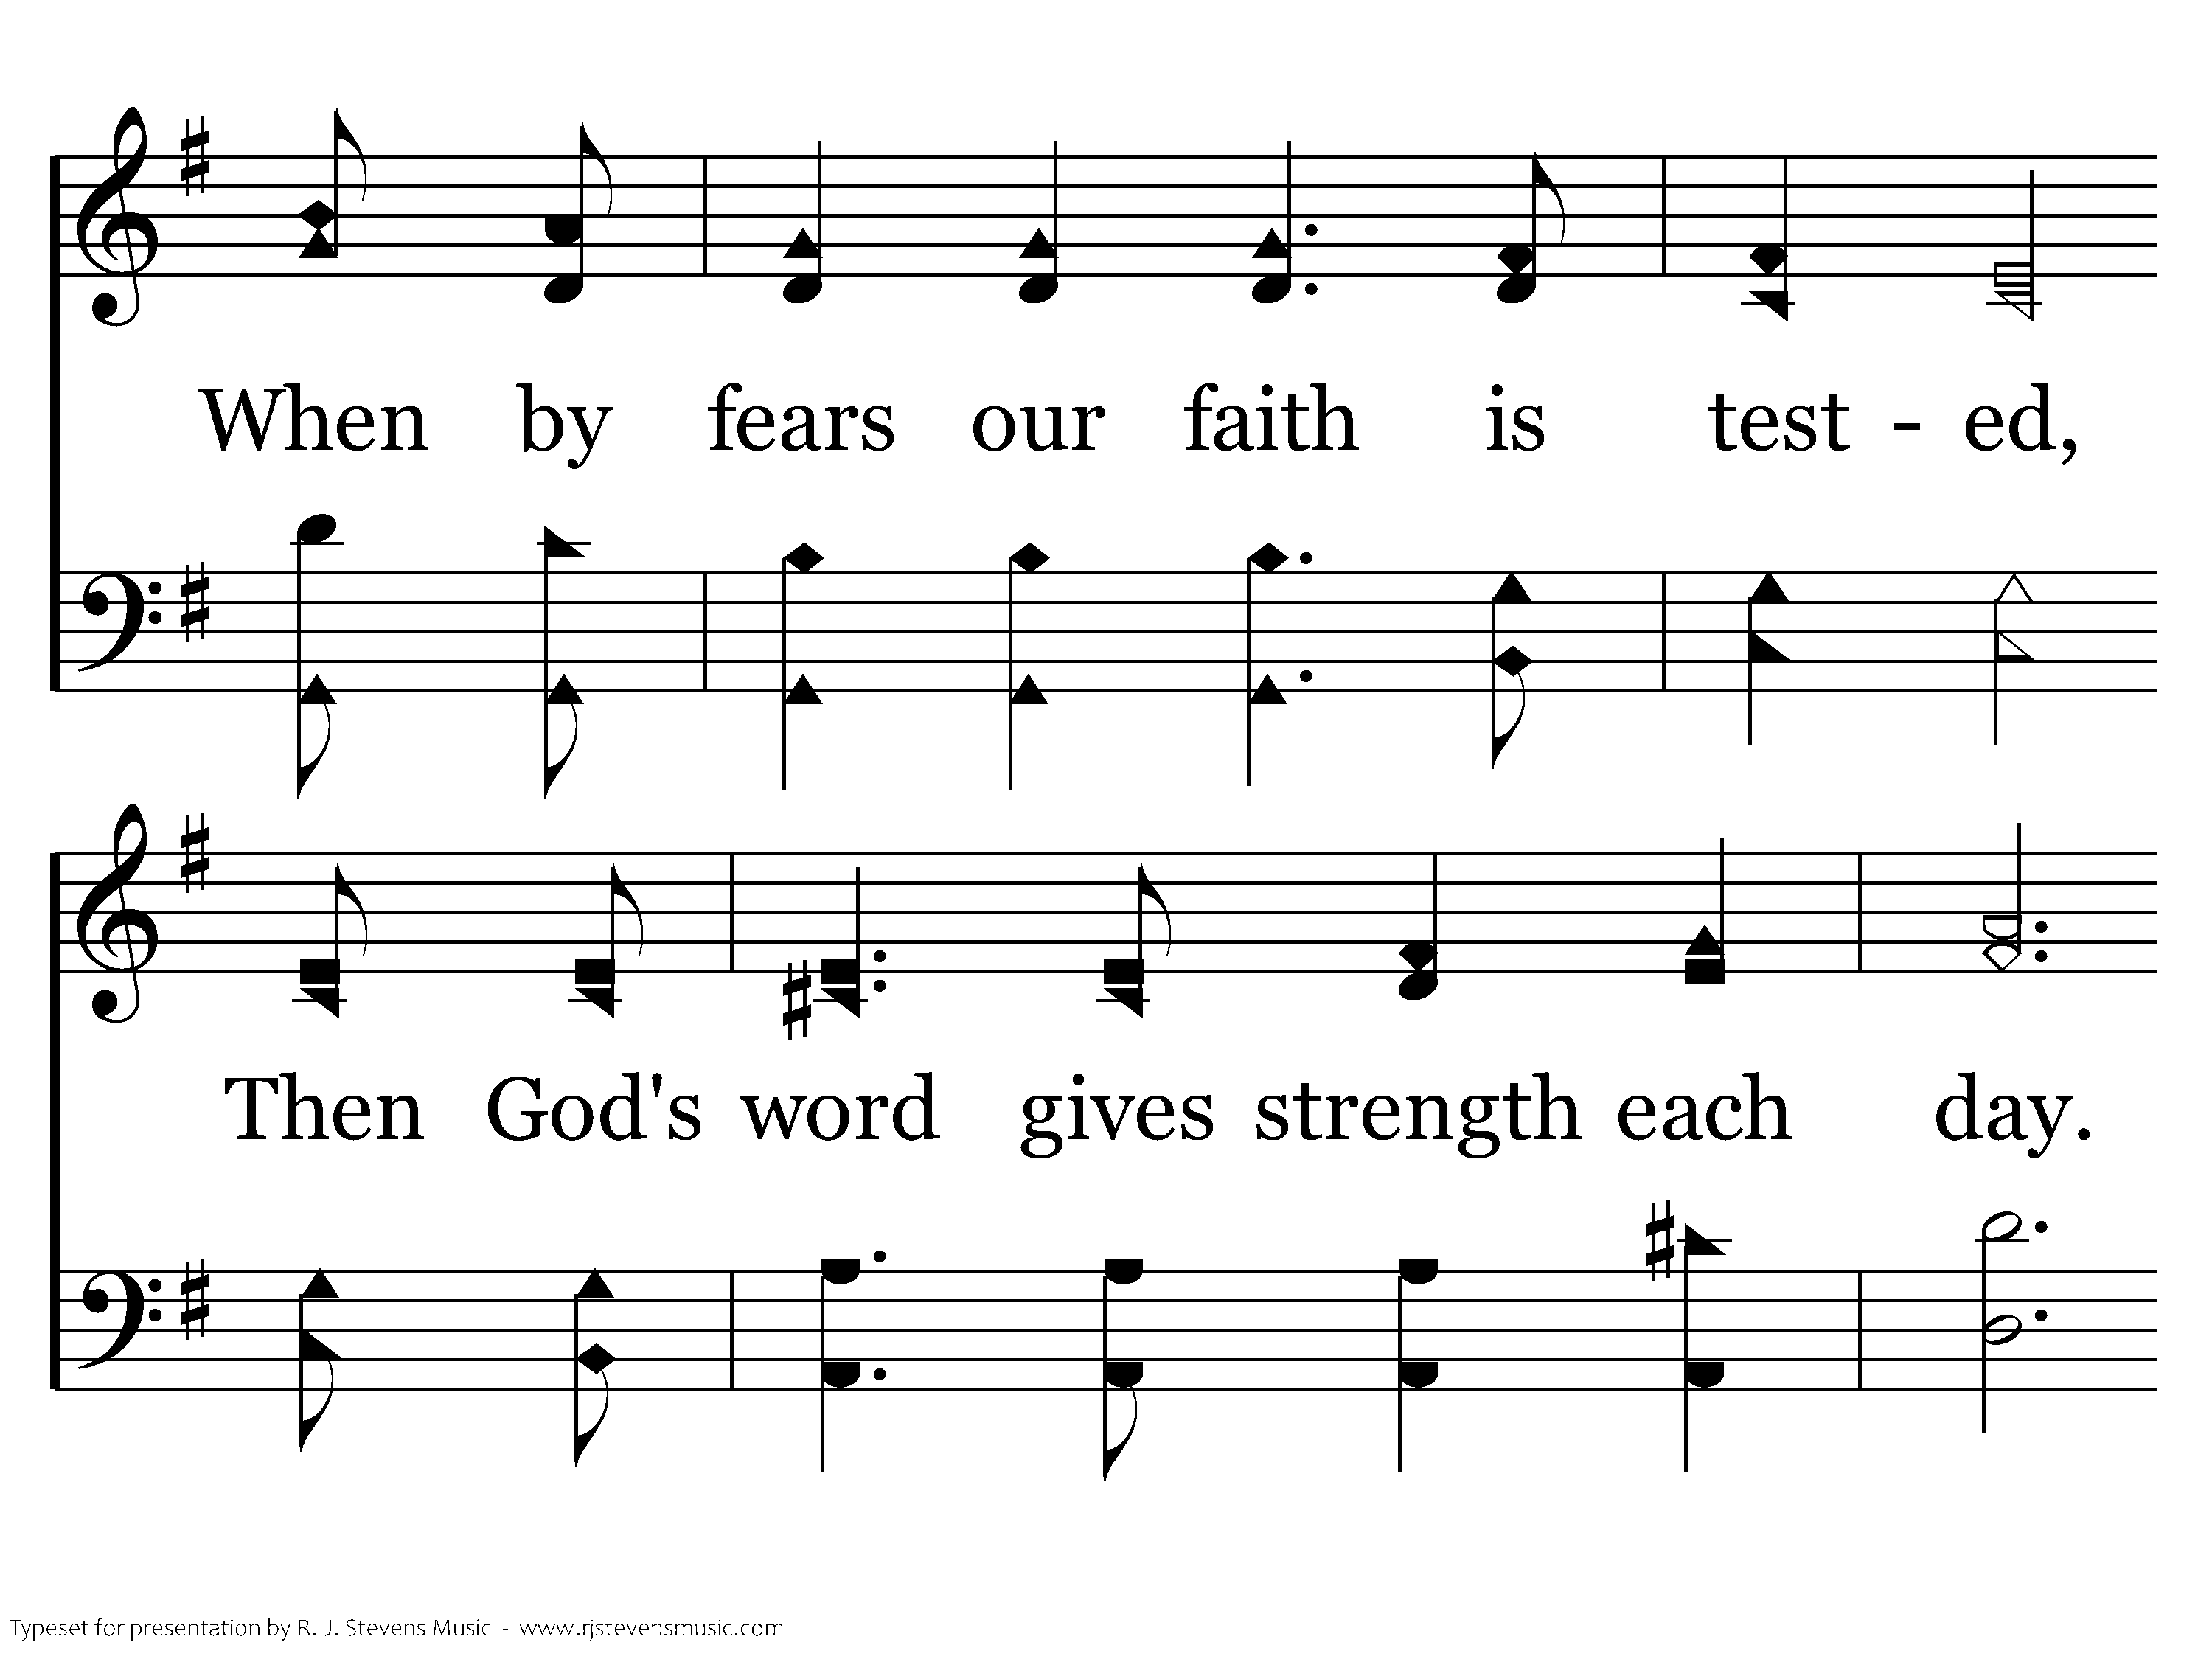 When by fears our faith is test - ed,
Then God's word gives strength each day.
Typeset for presentation by R. J. Stevens Music - www.rjstevensmusic.com